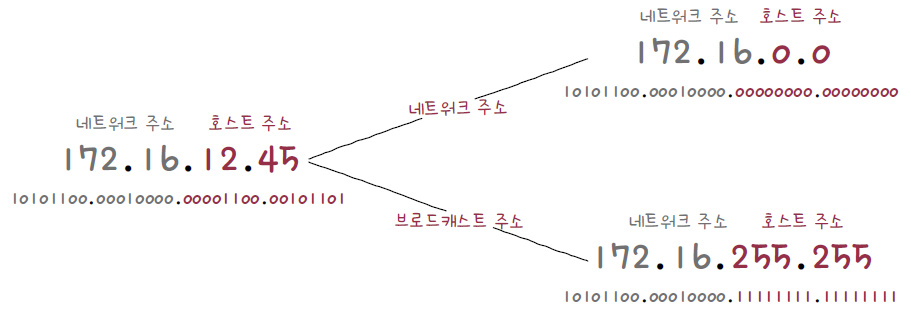 네트워크 주소 호스트 주소
172.16.0.0
10101100.00010000.00000000.00000000
네트워크 주소
네트워크 주소 호스트 주소
172.16.12.45
10101100.00010000.00001100.00101101
브로드캐스트 주소
네트워크 주소 호스트 주소
172.16.255.255
10101100.00010000.11111111.11111111